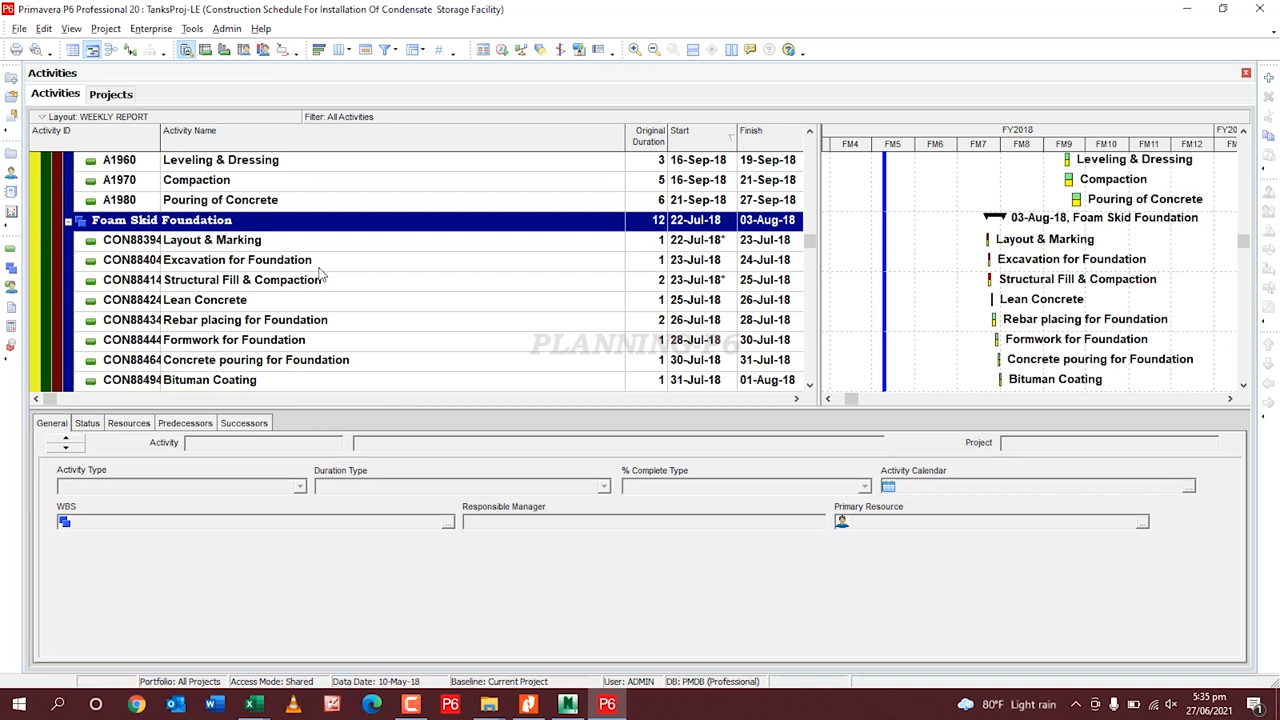 Primavera P6 Professional 20 : TanksProj-LE (Construction Schedule For Installation Of Condensate Storage Facility)
File Edit View Project Enterprise Tools Admin Help
Activities
Activities Projects
Layout: WEEKLY REPORT Filter: All Activities
Activity ID Activity Name Original Duration Start Finish FY2018 FY20
FM4 FM5 FM6 FM7 FM8 FM9 FM10 FM11 FM12
A1960 Leveling & Dressing 3 16-Sep-18 19-Sep-18 Leveling & Dressing
A1970 Compaction 5 16-Sep-18 21-Sep-18 Compaction
A1980 Pouring of Concrete 6 21-Sep-18 27-Sep-18 Pouring of Concrete
Foam Skid Foundation 12 22-Jul-18 03-Aug-18 03-Aug-18, Foam Skid Foundation
CON88394 Layout & Marking 1 22-Jul-18* 23-Jul-18 Layout & Marking
CON88404 Excavation for Foundation 1 23-Jul-18 24-Jul-18 Excavation for Foundation
CON88414 Structural Fill & Compaction 2 23-Jul-18* 25-Jul-18 Structural Fill & Compaction
CON88424 Lean Concrete 1 25-Jul-18 26-Jul-18 Lean Concrete
CON88434 Rebar placing for Foundation 2 26-Jul-18 28-Jul-18 Rebar placing for Foundation
CON88444 Formwork for Foundation 1 28-Jul-18 30-Jul-18 Formwork for Foundation
PLANNING-P6
CON88464 Concrete pouring for Foundation 1 30-Jul-18 31-Jul-18 Concrete pouring for Foundation
CON88494 Bituman Coating 1 31-Jul-18 01-Aug-18 Bituman Coating
General Status Resources Predecessors Successors
Activity Project
Activity Type Duration Type % Complete Type Activity Calendar
WBS Responsible Manager Primary Resource
Portfolio: All Projects Access Mode: Shared Data Date: 10-May-18 Baseline: Current Project User: ADMIN DB: PMDB (Professional)
80°F Light rain 5:35 pm
27/06/2021